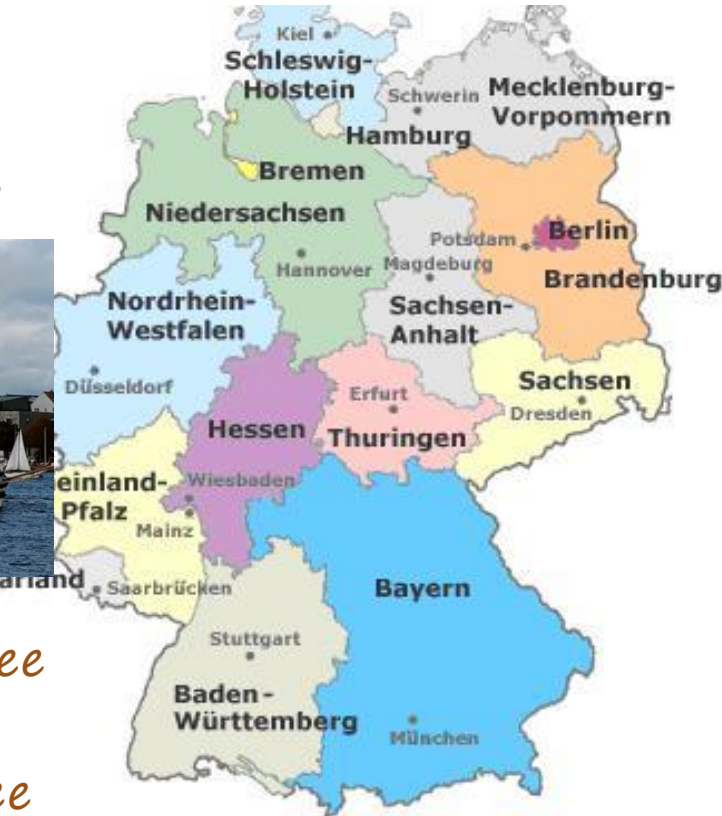 Kiel
Schleswig-
Holstein
Schwerin
Mecklenburg-
Vorpommern
Hamburg
Bremen
Niedersachsen
Hannover
Potsdam
Berlin
Magdeburg
Brandenburg
Nordrhein-
Westfalen
Sachsen-
Anhalt
Düsseldorf
Erfurt
Sachsen
Dresden
Hessen
Thuringen
Wiesbaden
einland-
Pfalz
Mainz
arland
Saarbrücken
Bayern
Stuttgart
ee
Baden-
Württemberg
München
ee